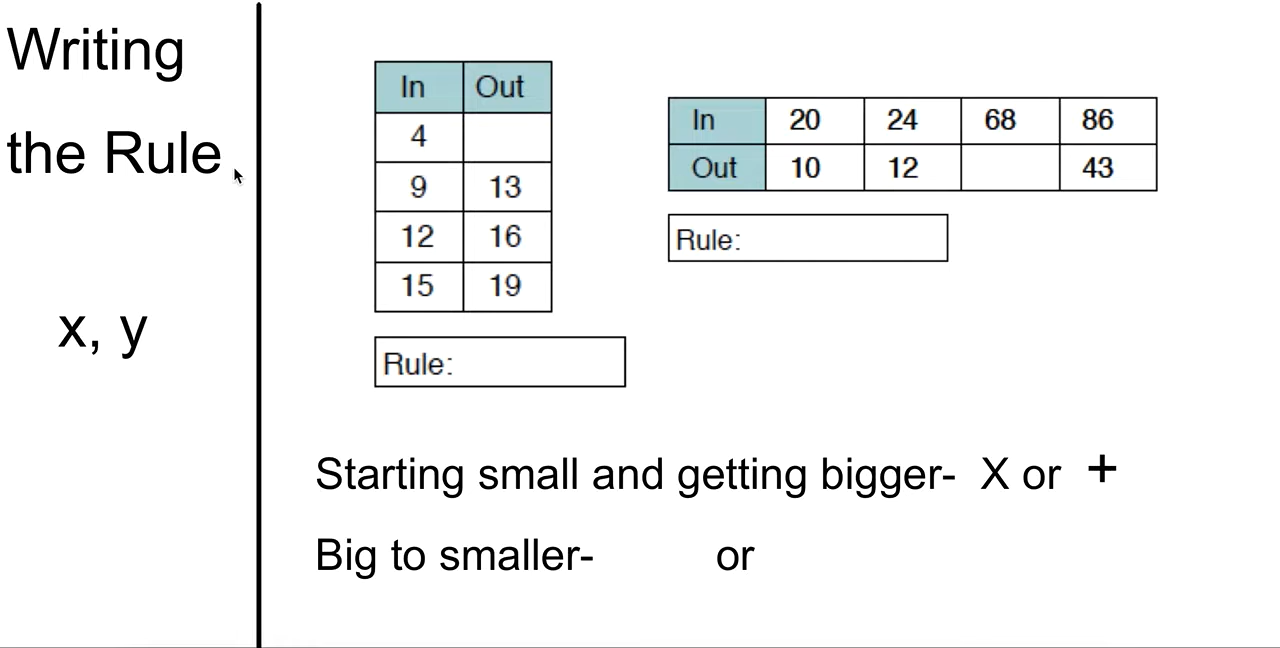 Writing
the Rule
x, y
In Out
4
9 13
12 16
15 19
Rule:
In 20 24 68 86
Out 10 12 43
Rule:
Starting small and getting bigger- X or +
Big to smaller- or